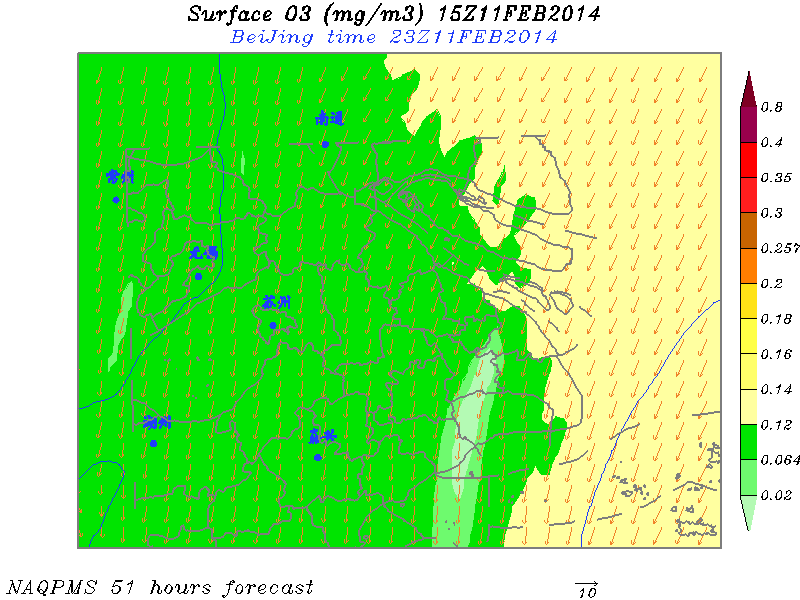 Surface O3 (mg/m3) 15Z11FEB2014
BeiJing time 23Z11FEB2014
南通
常州
无锡
苏州
湖州
嘉兴
0.8
0.4
0.35
0.3
0.257
0.2
0.18
0.16
0.14
0.12
0.064
0.02
NAQPMS 51 hours forecast
10